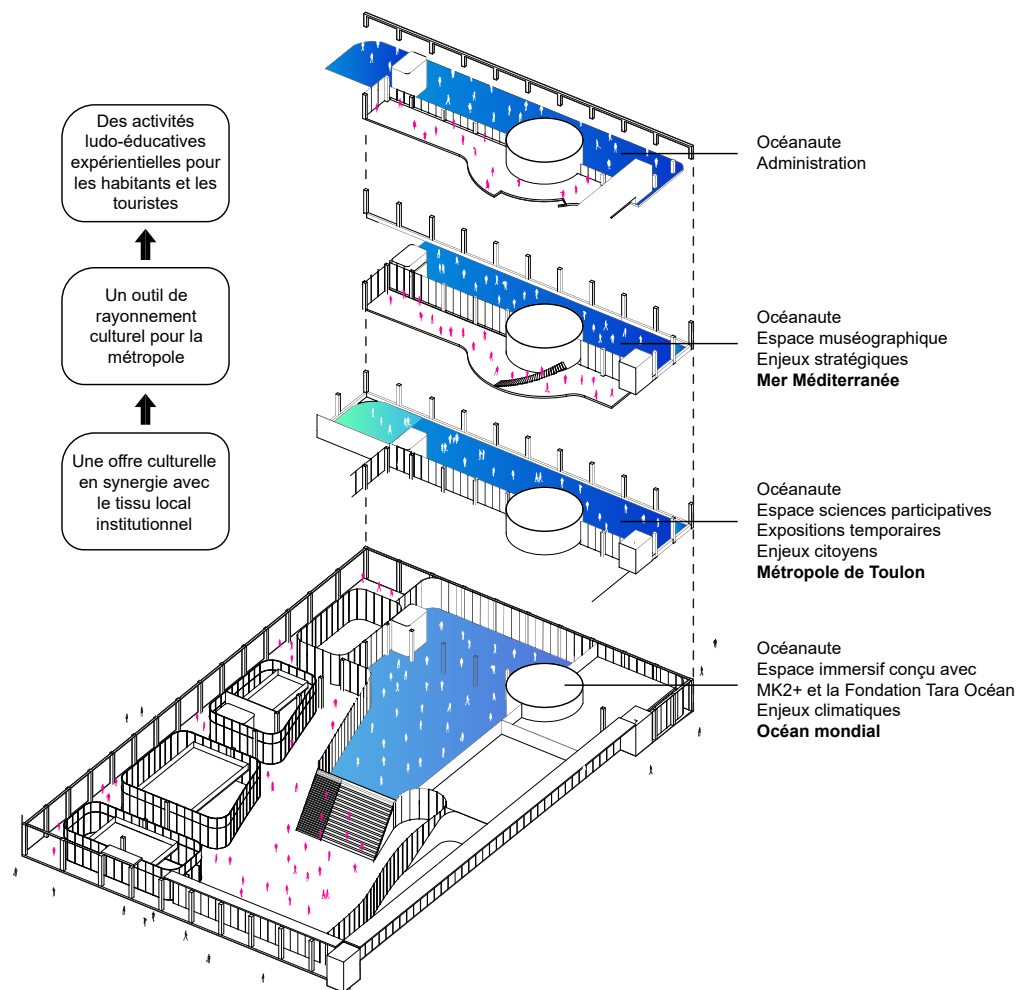 Des activités
ludo-éducatives
expérientielles pour
les habitants et les
touristes
Un outil de
rayonnement
culturel pour la
métropole
Une offre culturelle
en synergie avec
le tissu local
institutionnel
Océanaute
Administration
Océanaute
Espace muséographique
Enjeux stratégiques
Mer Méditerranée
Océanaute
Espace sciences participatives
Expositions temporaires
Enjeux citoyens
Métropole de Toulon
Océanaute
Espace immersif conçu avec
MK2+ et la Fondation Tara Océan
Enjeux climatiques
Océan mondial